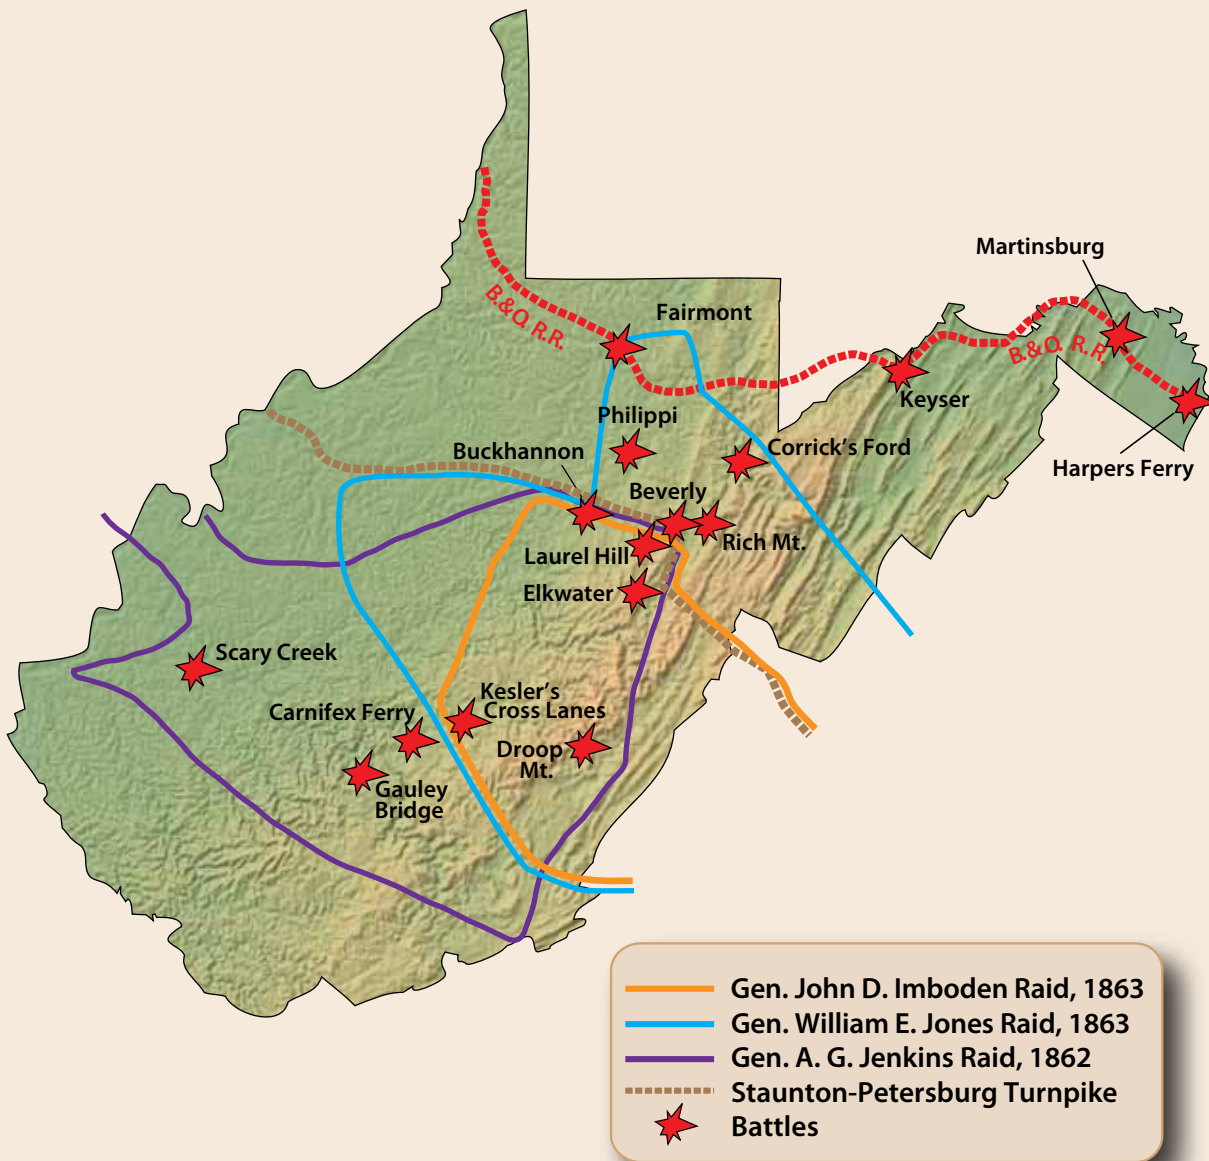 Martinsburg
Fairmont
B.&O. R.R.
B.&O. R.R.
Keyser
Philippi
Buckhannon
Corrick's Ford
Harpers Ferry
Beverly
Rich Mt.
Laurel Hill
Elkwater
Scary Creek
Kesler's
Cross Lanes
Carnifex Ferry
Droop
Mt.
Gauley
Bridge
Gen. John D. Imboden Raid, 1863
Gen. William E. Jones Raid, 1863
Gen. A. G. Jenkins Raid, 1862
Staunton-Petersburg Turnpike
Battles